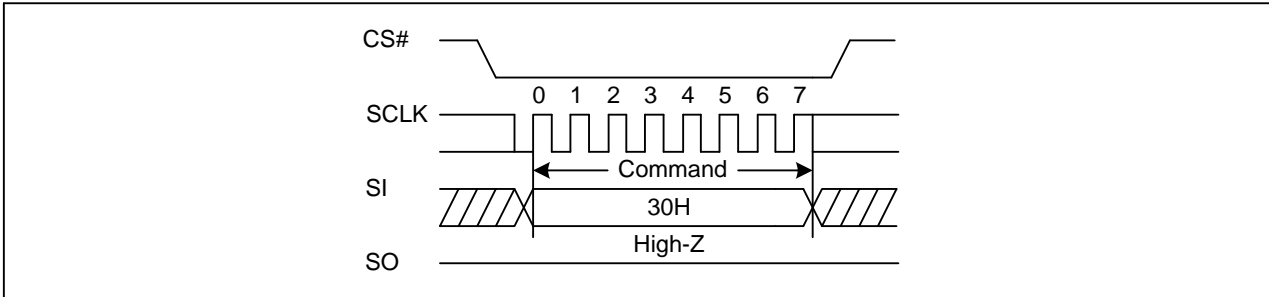 CS#
0 1 2 3 4 5 6 7
SCLK
Command
SI
30H
High-Z
SO